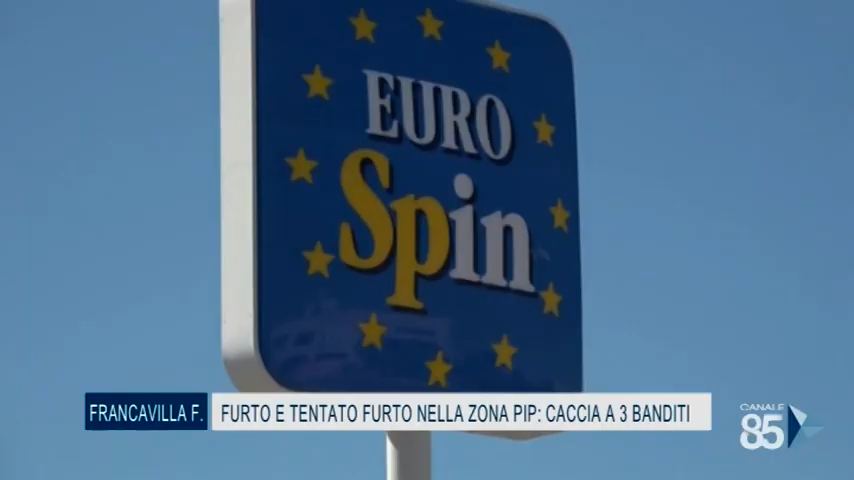 EURO
Spin
FRANCAVILLA F.
FURTO E TENTATO FURTO NELLA ZONA PIP: CACCIA A 3 BANDITI
CANALE
85